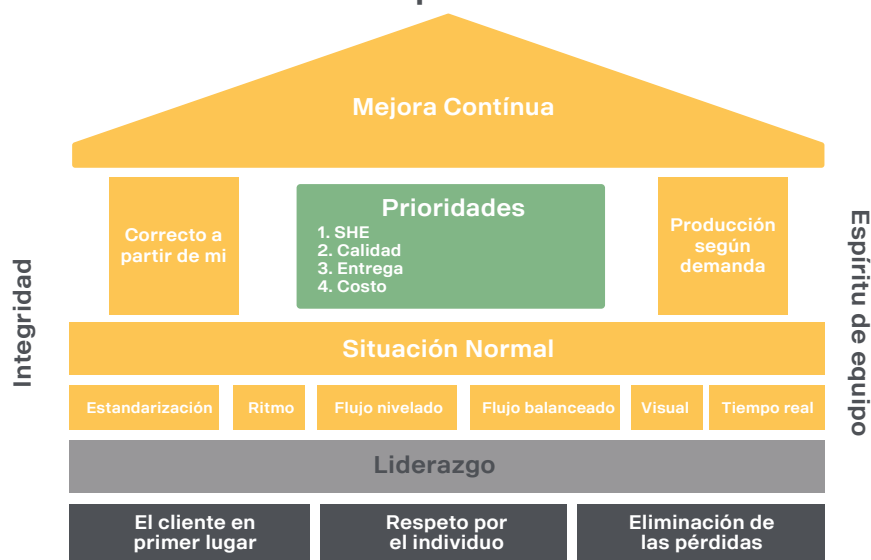 Mejora Contínua
Correcto a
partir de mi
Prioridades
1. SHE
2. Calidad
3. Entrega
4. Costo
Producción
según
demanda
Integridad
Espíritu de equipo
Situación Normal
Estandarización
Ritmo
Flujo nivelado
Flujo balanceado
Visual
Tiempo real
Liderazgo
El cliente en
primer lugar
Respeto por
el individuo
Eliminación de
las pérdidas